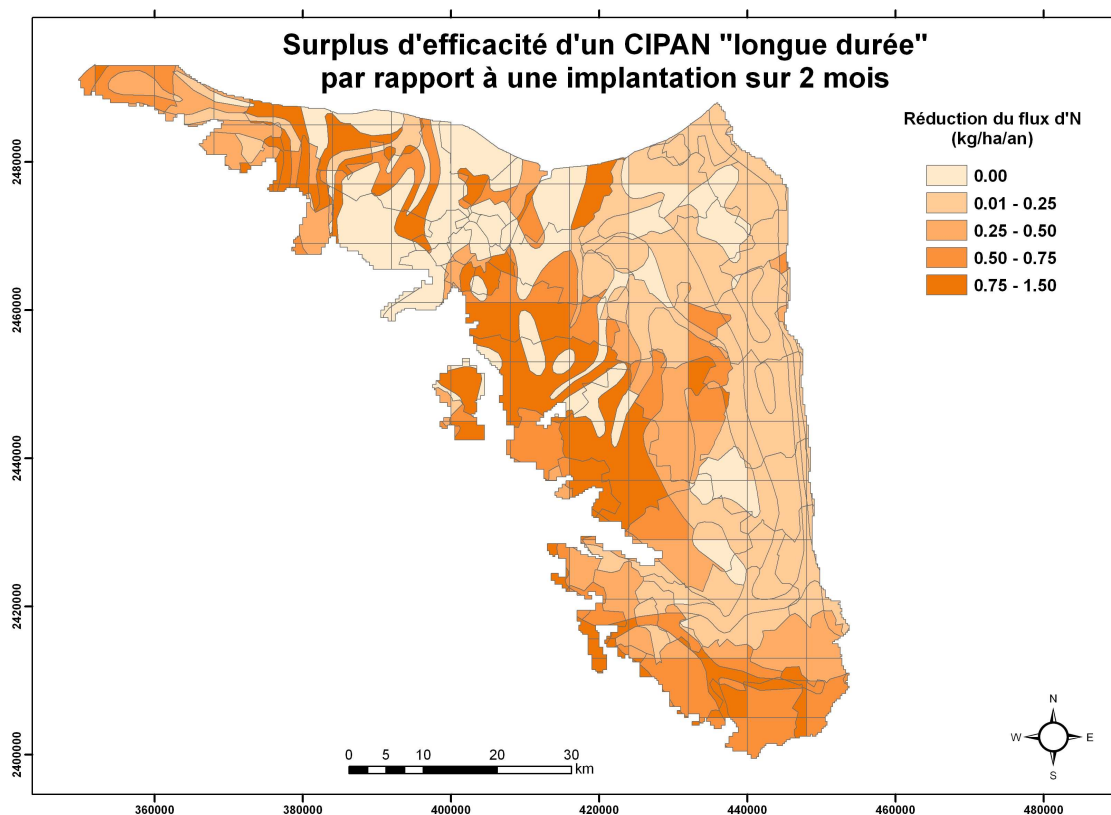 Surplus d'efficacité d'un CIPAN "longue durée"
par rapport à une implantation sur 2 mois
Réduction du flux d'N
(kg/ha/an)
0.00
0.01 - 0.25
0.25 - 0.50
0.50 - 0.75
0.75 - 1.50
2480000
2460000
2440000
2420000
2400000
N
W E
S
0 5 10 20 30
km
360000 380000 400000 420000 440000 460000 480000